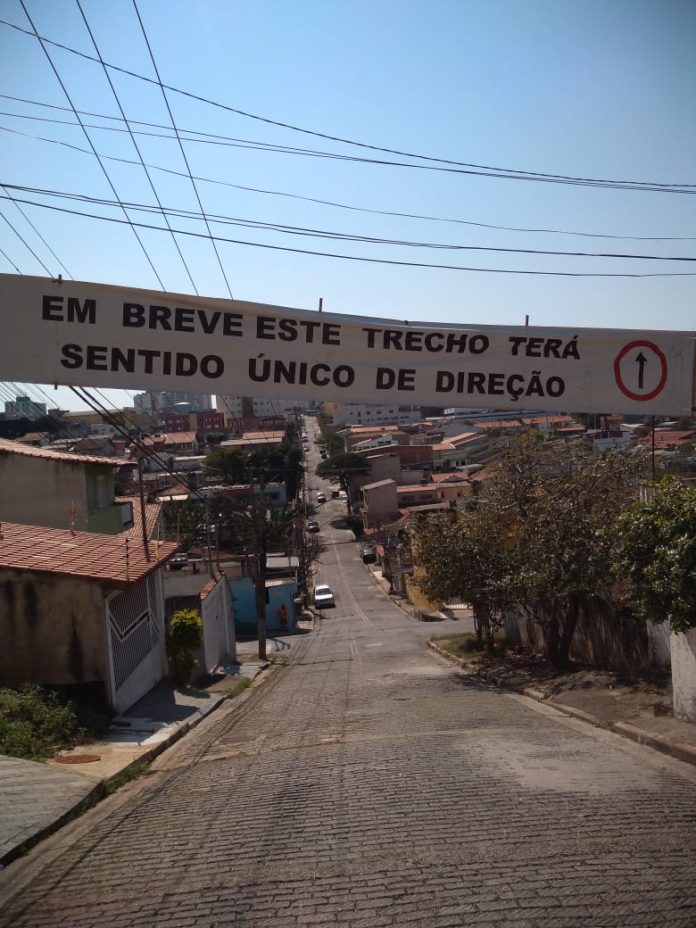 EM BREVE ESTE TRECHO TERÁ
SENTIDO ÚNICO DE DIREÇÃO